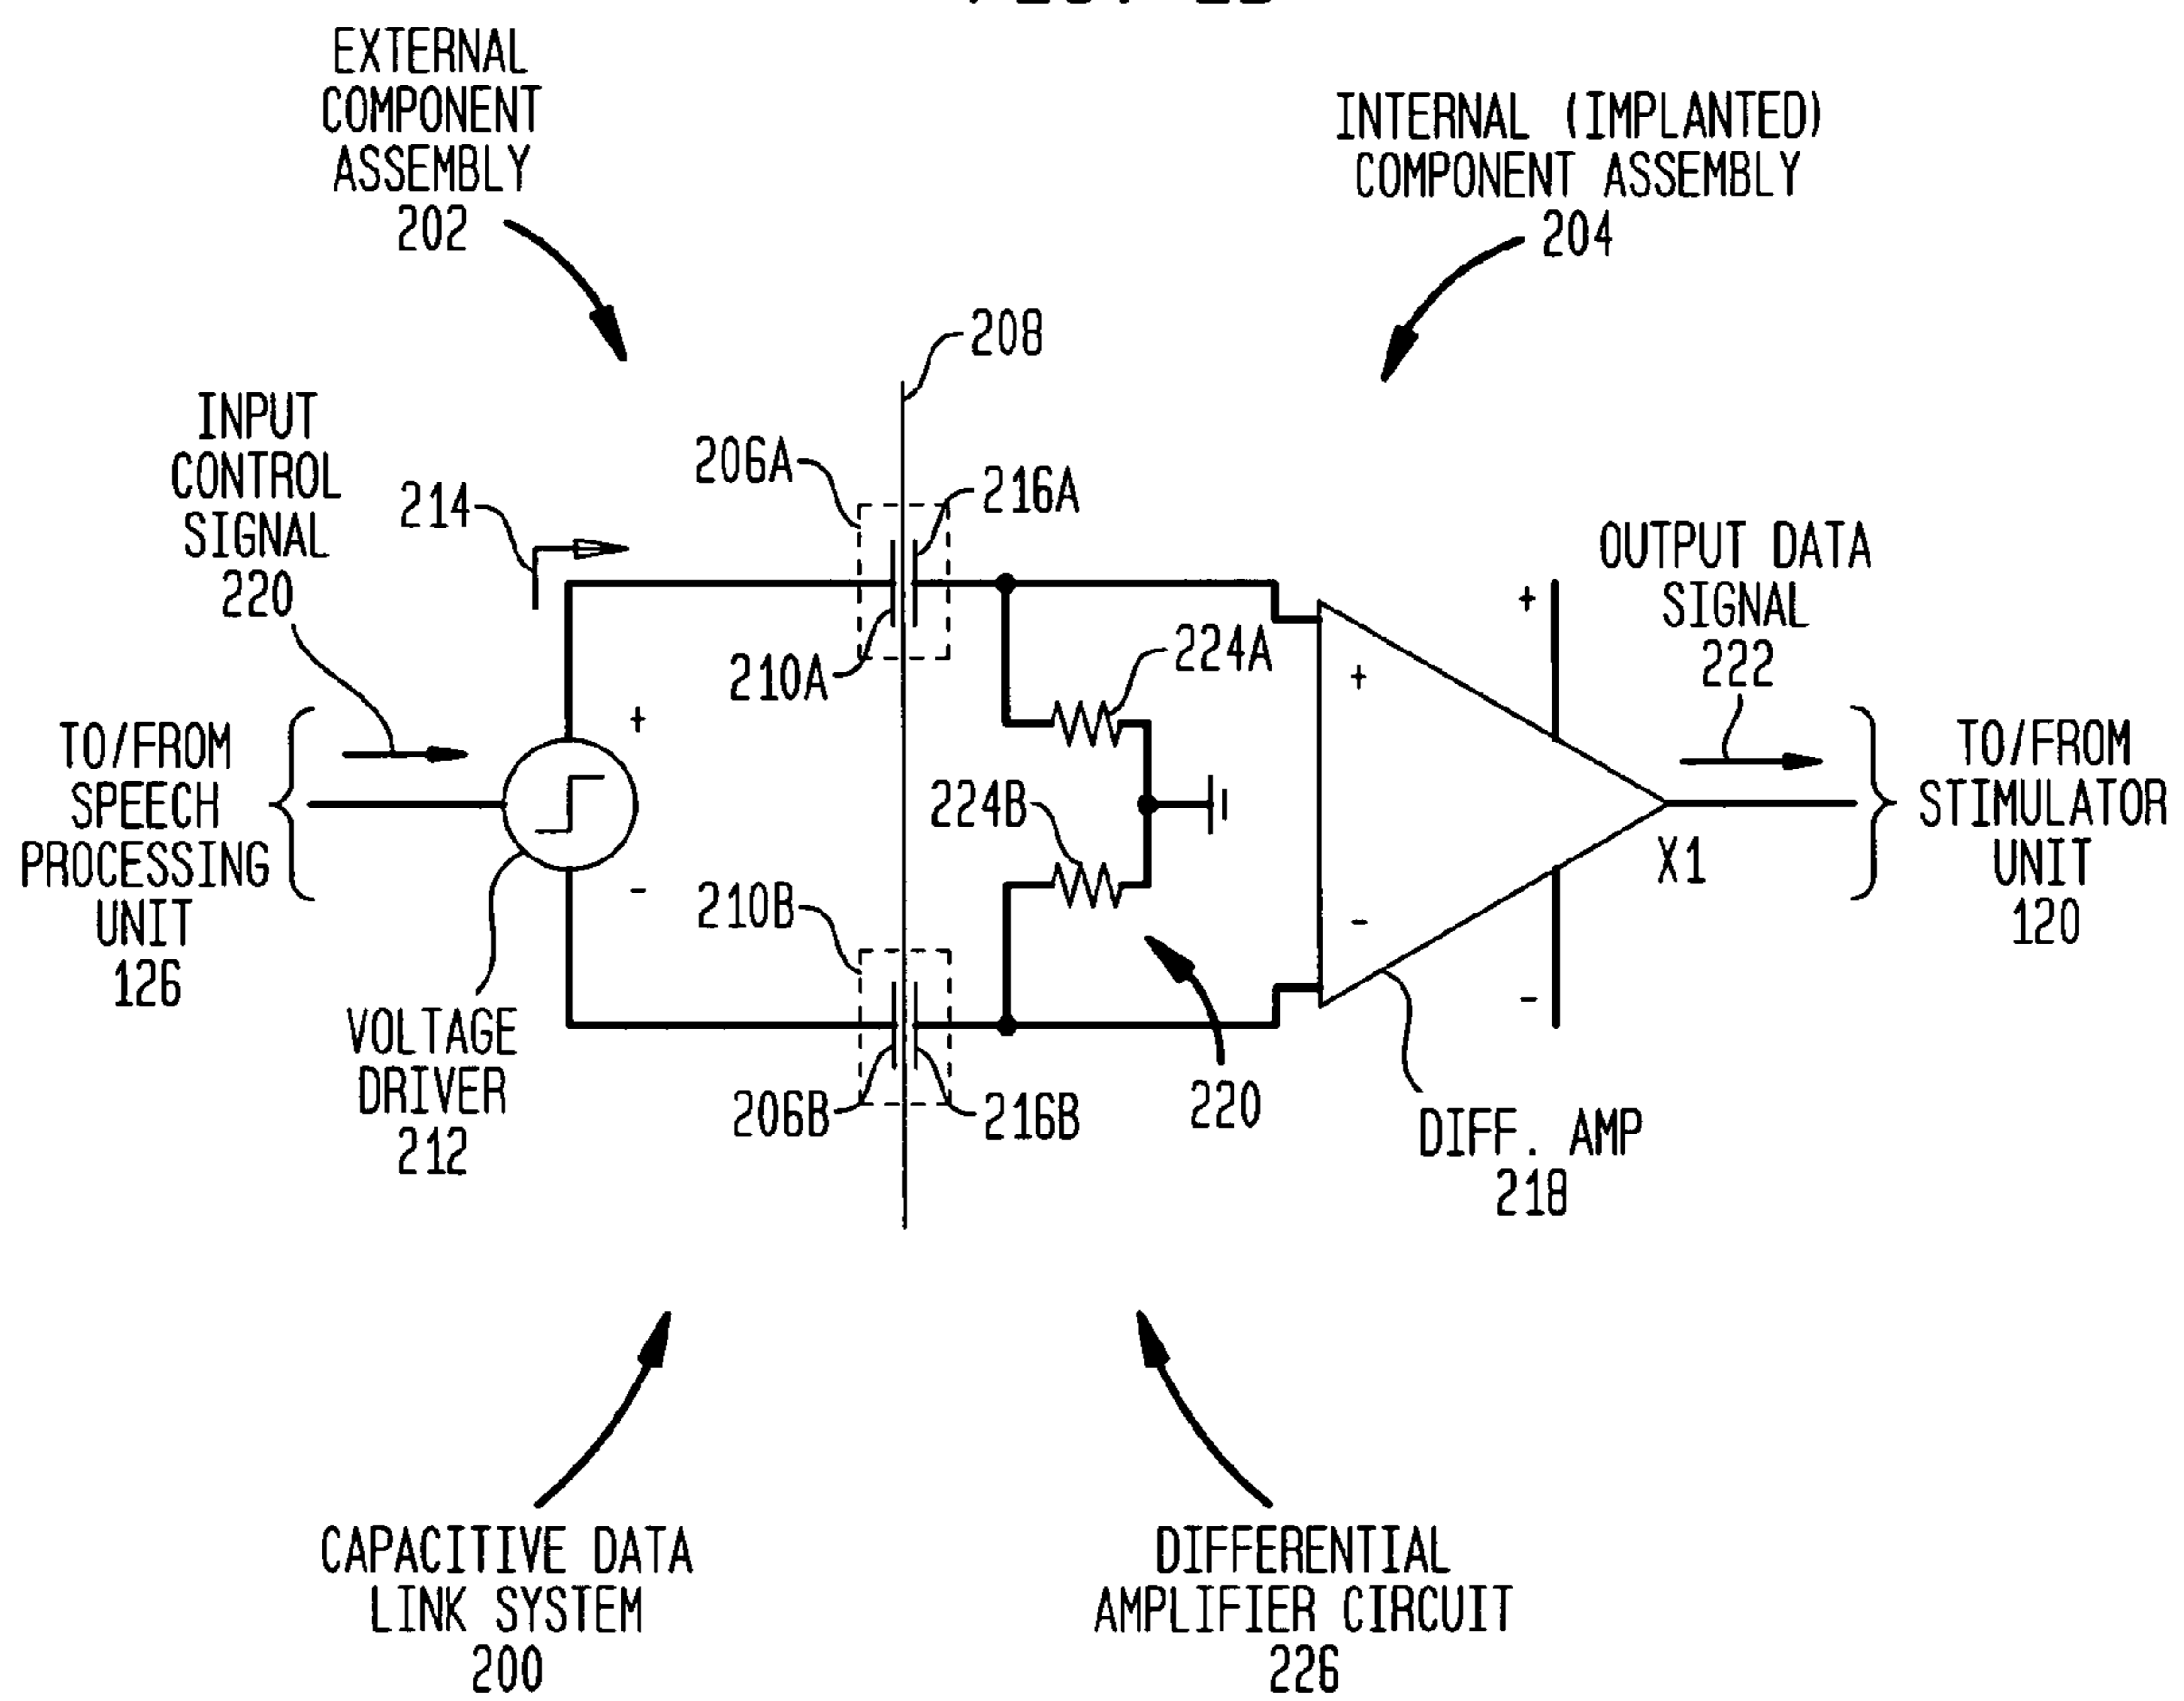 EXTERNAL
COMPONENT
ASSEMBLY
202
INTERNAL (IMPLANTED)
COMPONENT ASSEMBLY
204
208
INPUT
CONTROL
SIGNAL
220
214
206A
216A
210A
224A
+
OUTPUT DATA
SIGNAL
222
+
+
TO/FROM
SPEECH
PROCESSING
UNIT
126
224B
X1
TO/FROM
STIMULATOR
UNIT
120
-
-
-
210B
206B
216B
220
VOLTAGE
DRIVER
212
DIFF. AMP
218
CAPACITIVE DATA
LINK SYSTEM
200
DIFFERENTIAL
AMPLIFIER CIRCUIT
226